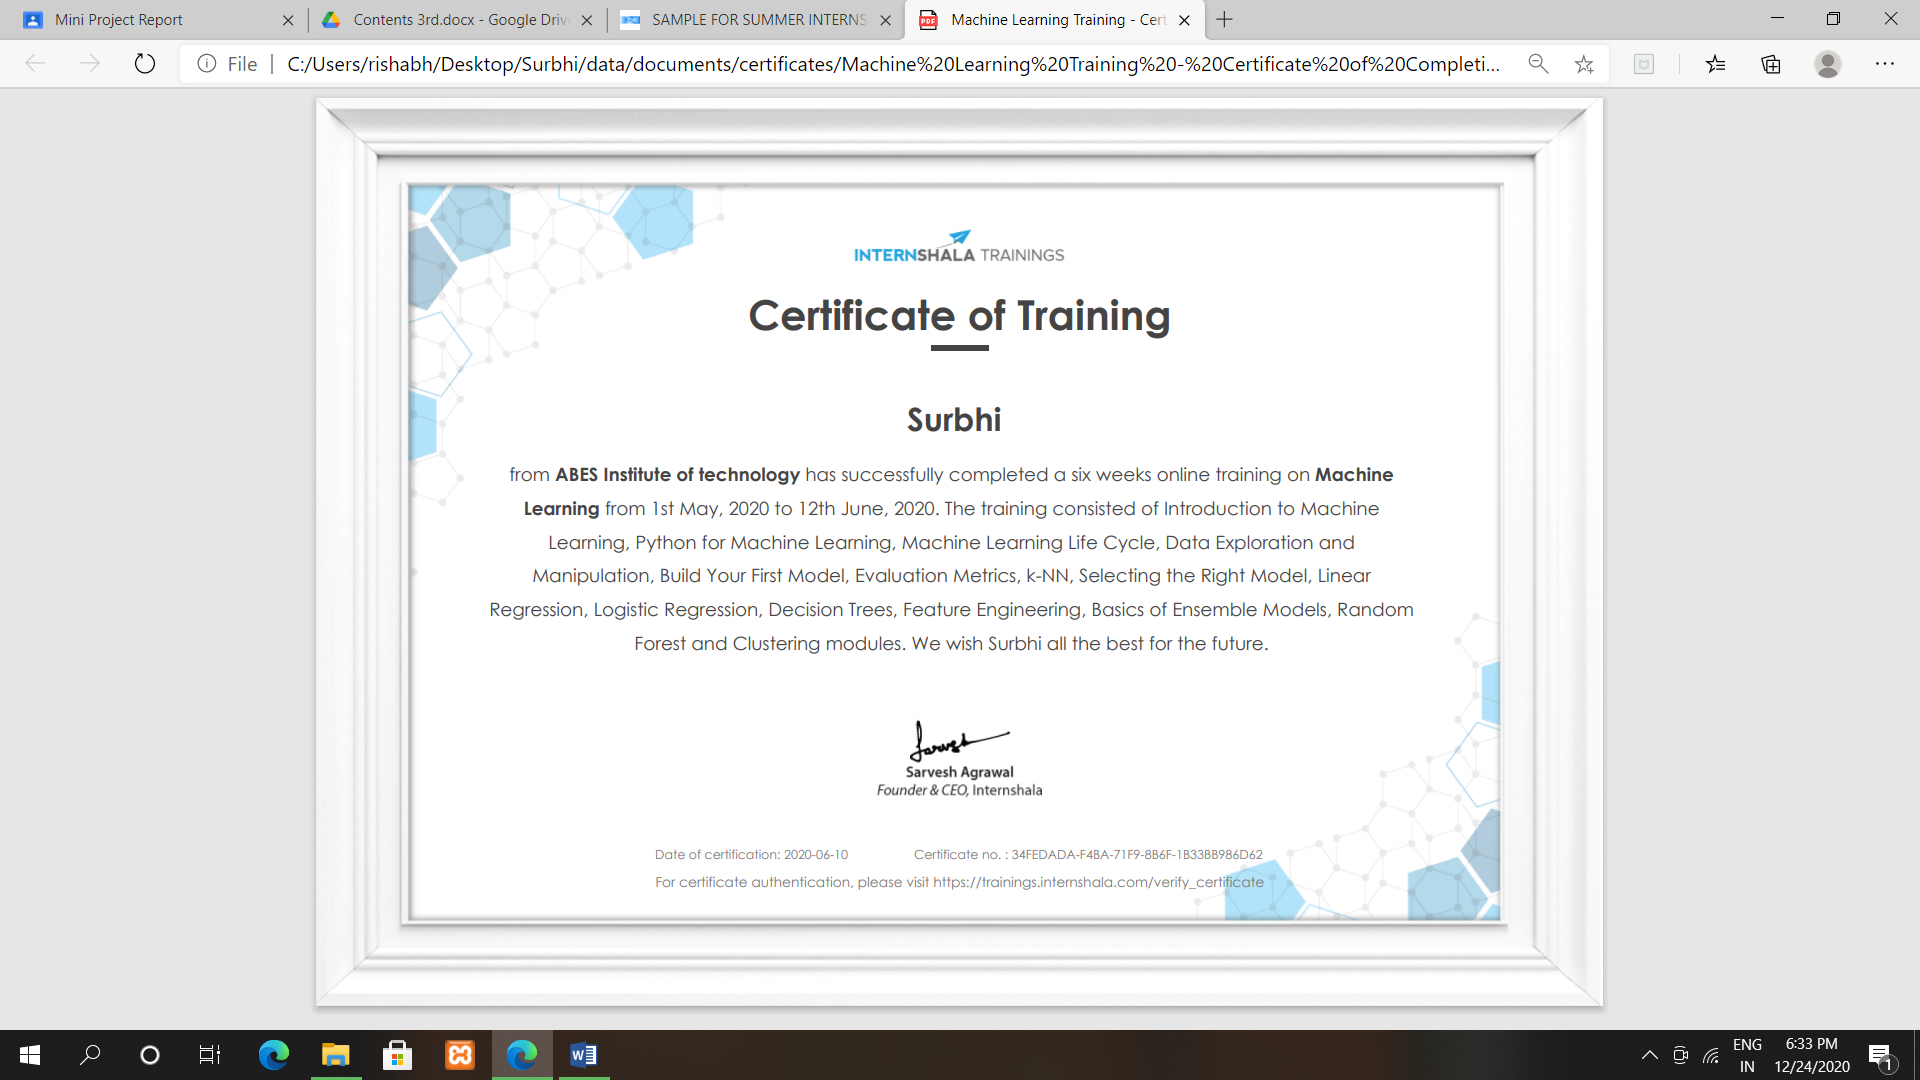 Mini Project Report
Contents 3rd.docx - Google Driv
SAMPLE FOR SUMMER INTERNS
Machine Learning Training - Cert
File
C:/Users/rishabh/Desktop/Surbhi/data/documents/certificates/Machine%20Learning%20Training%20-%20Certificate%20of%20Completi...
INTERNSHALA TRAININGS
Certificate of Training
Surbhi
from ABES Institute of technology has successfully completed a six weeks online training on Machine
Learning from 1st May, 2020 to 12th June, 2020. The training consisted of Introduction to Machine
Learning, Python for Machine Learning, Machine Learning Life Cycle, Data Exploration and
Manipulation, Build Your First Model, Evaluation Metrics, k-NN, Selecting the Right Model, Linear
Regression, Logistic Regression, Decision Trees, Feature Engineering, Basics of Ensemble Models, Random
Forest and Clustering modules. We wish Surbhi all the best for the future.
Sarvesh
Sarvesh Agrawal
Founder & CEO, Internshala
Date of certification: 2020-06-10
Certificate no. : 34FEDADA-F4BA-71F9-8B6F-1B33BB986D62
For certificate authentication, please visit https://trainings.internshala.com/verify_certificate
ENG
IN
6:33 PM
12/24/2020
1